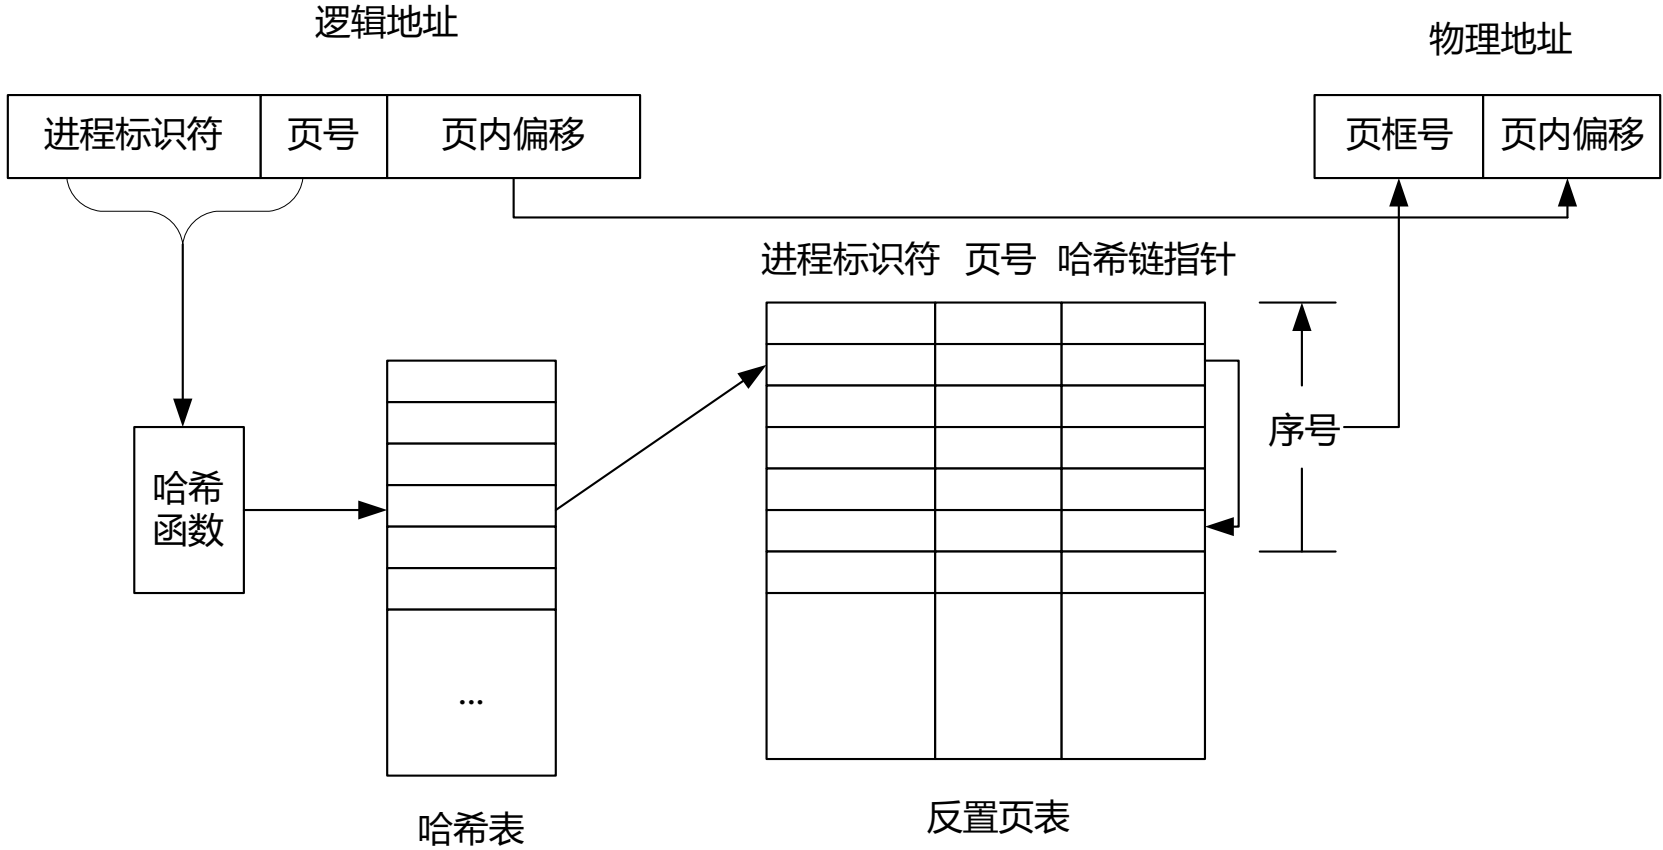 逻辑地址
物理地址
进程标识符 页号 页内偏移
页框号 页内偏移
进程标识符 页号 哈希链指针
序号
哈希
函数
...
哈希表
反置页表